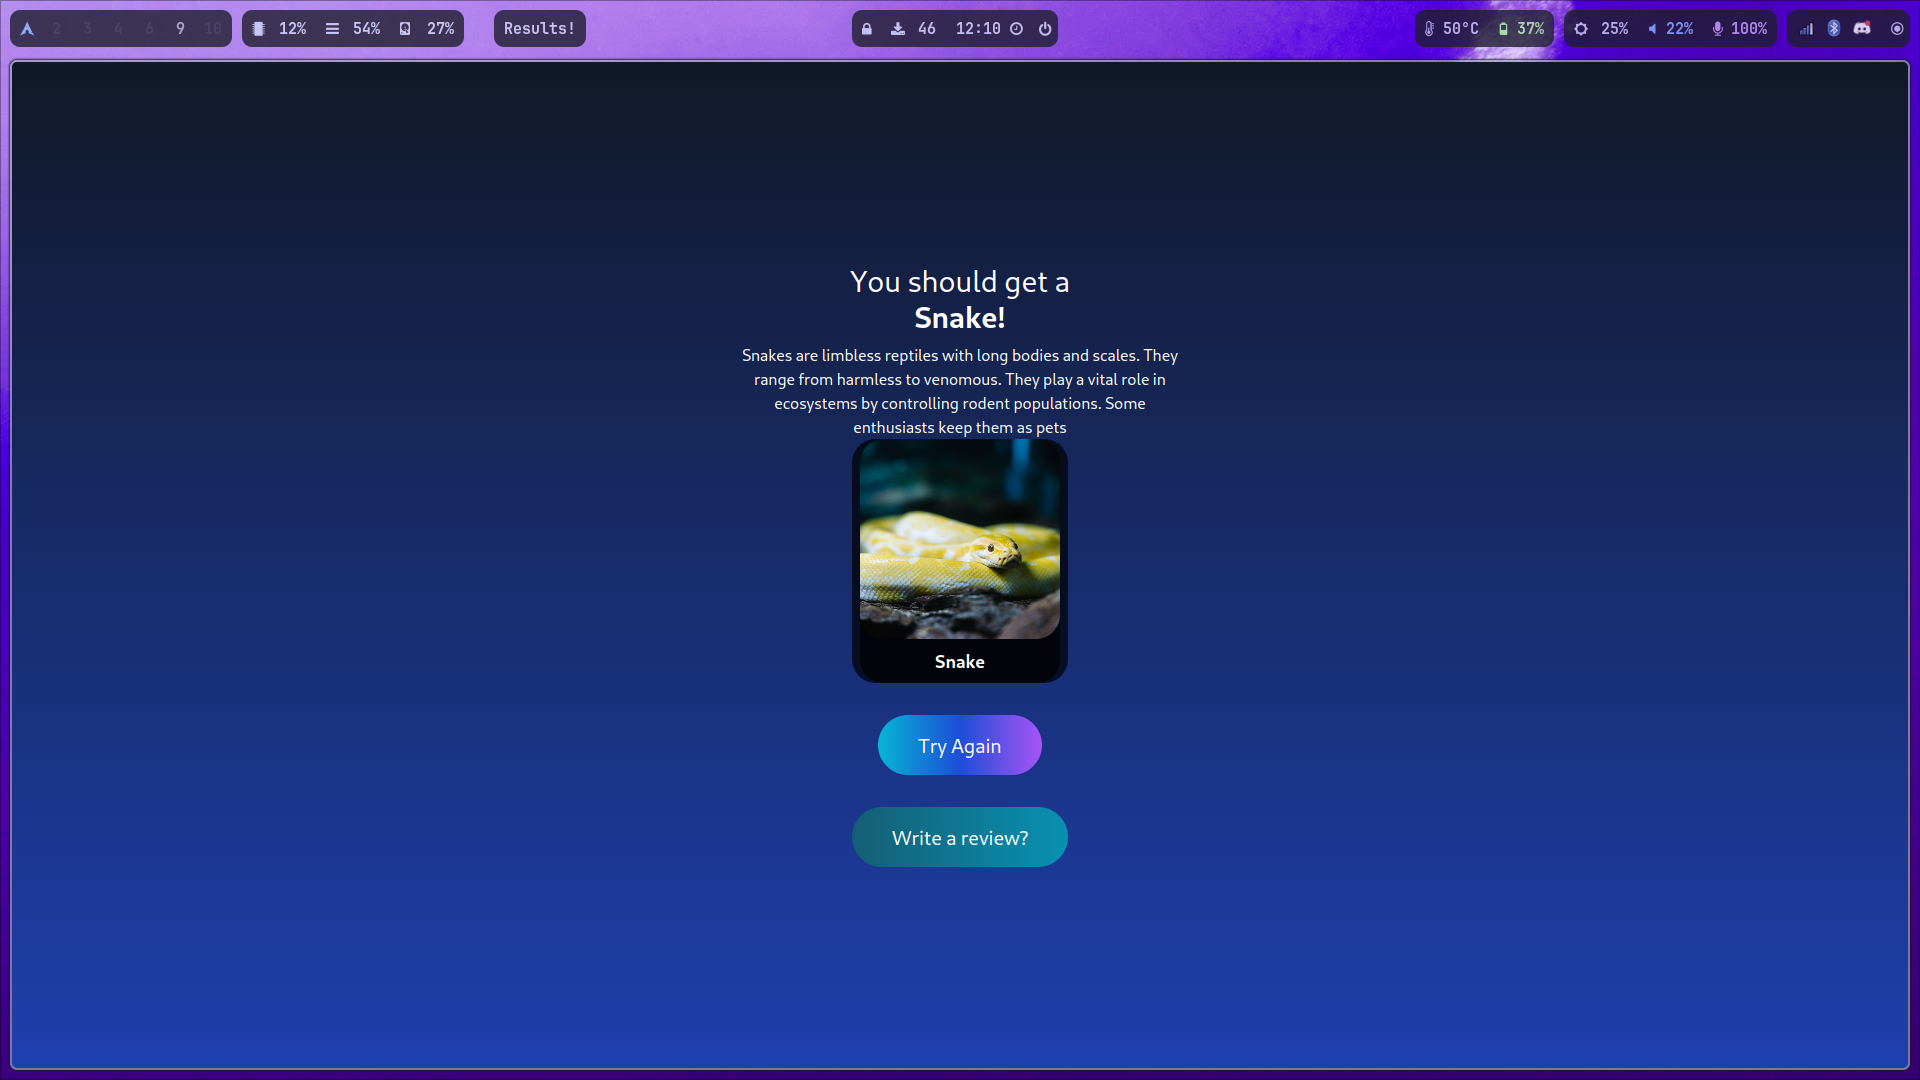 2 3 4 6 9 10 12% 54% 27% Results! 46 12:10 50°C 37% 25% 22% 100%
You should get a
Snake!
Snakes are limbless reptiles with long bodies and scales. They
range from harmless to venomous. They play a vital role in
ecosystems by controlling rodent populations. Some
enthusiasts keep them as pets
Snake
Try Again
Write a review?